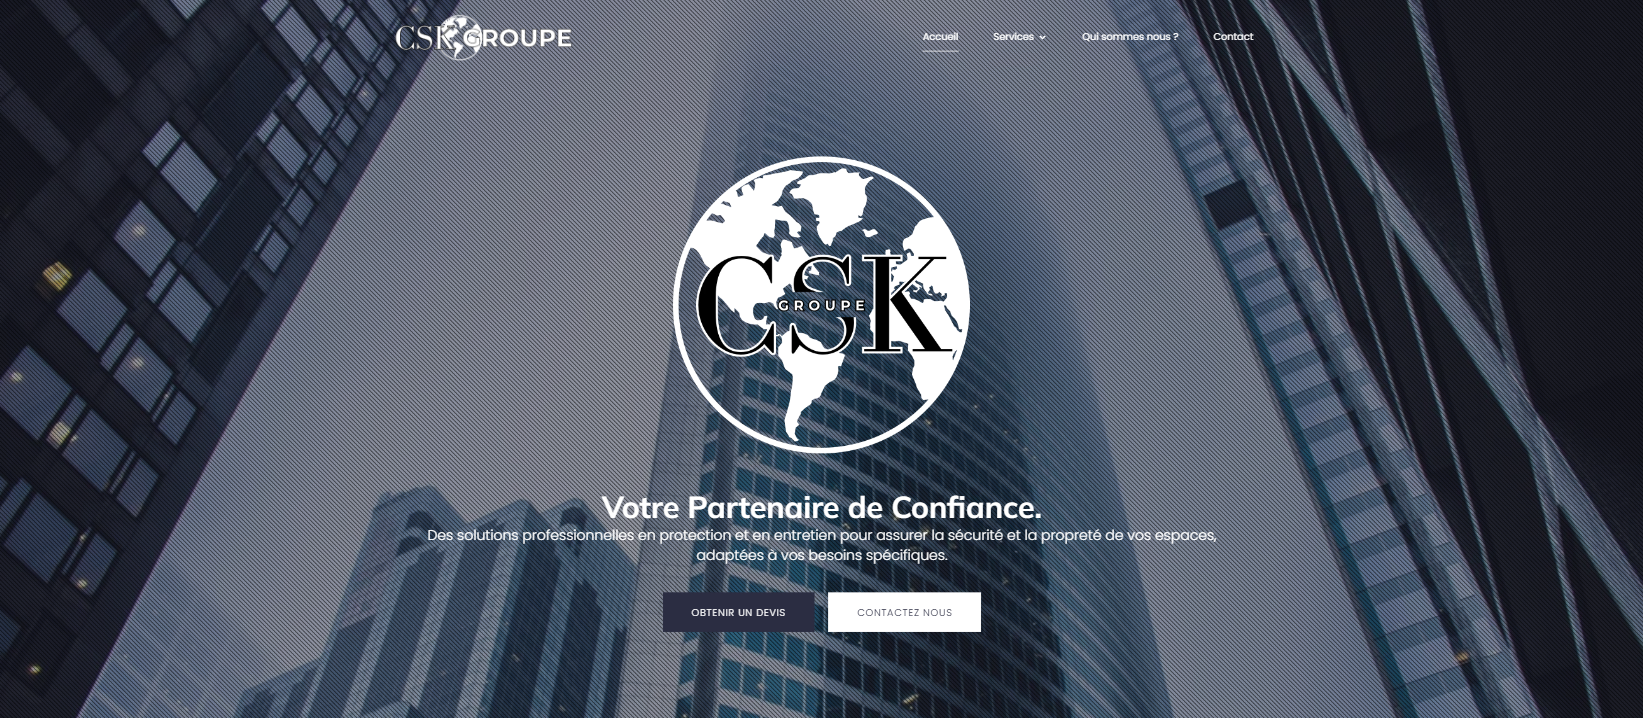 CSK GROUPE
Accueil
Services
Qui sommes nous ?
Contact
CSK
GROUPE
Votre Partenaire de Confiance.
Des solutions professionnelles en protection et en entretien pour assurer la sécurité et la propreté de vos espaces,
adaptées à vos besoins spécifiques.
OBTENIR UN DEVIS
CONTACTEZ NOUS